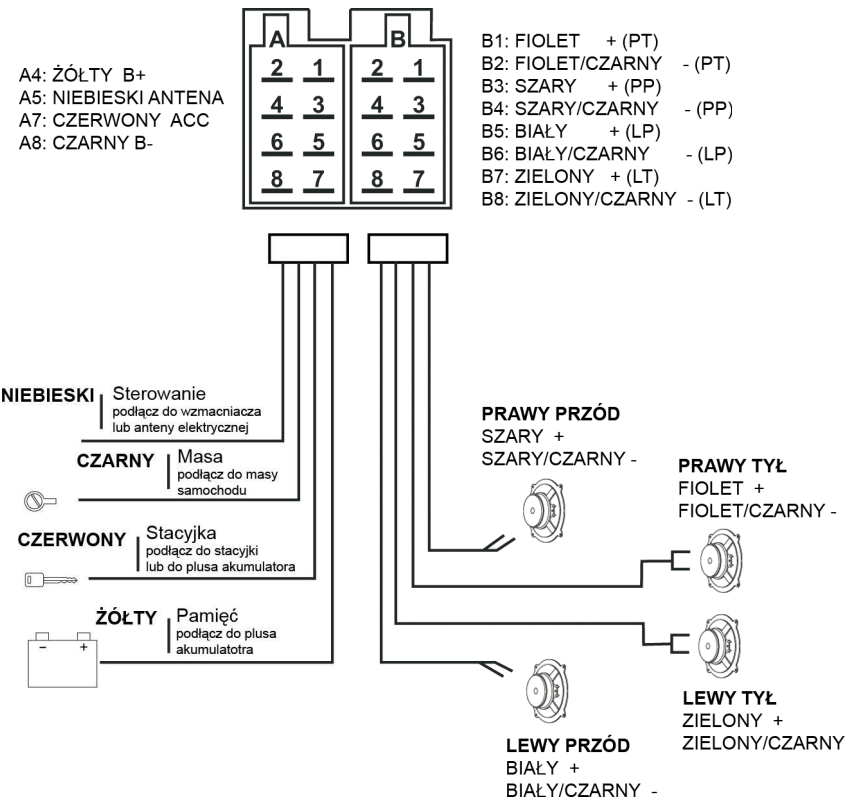 A4: ŻÓŁTY B+
A5: NIEBIESKI ANTENA
A7: CZERWONY ACC
A8: CZARNY B-
A B
2 1 2 1
4 3 4 3
6 5 6 5
8 7 8 7
B1: FIOLET + (PT)
B2: FIOLET/CZARNY - (PT)
B3: SZARY + (PP)
B4: SZARY/CZARNY - (PP)
B5: BIAŁY + (LP)
B6: BIAŁY/CZARNY - (LP)
B7: ZIELONY + (LT)
B8: ZIELONY/CZARNY - (LT)
NIEBIESKI Sterowanie
podłącz do wzmacniacza
lub anteny elektrycznej
CZARNY Masa
podłącz do masy
samochodu
CZERWONY Stacyjka
podłącz do stacyjki
lub do plusa akumulatora
ŻÓŁTY Pamięć
podłącz do plusa
akumulatotra
- +
PRAWY PRZÓD
SZARY +
SZARY/CZARNY -
PRAWY TYŁ
FIOLET +
FIOLET/CZARNY -
LEWY TYŁ
ZIELONY +
ZIELONY/CZARNY
LEWY PRZÓD
BIAŁY +
BIAŁY/CZARNY -